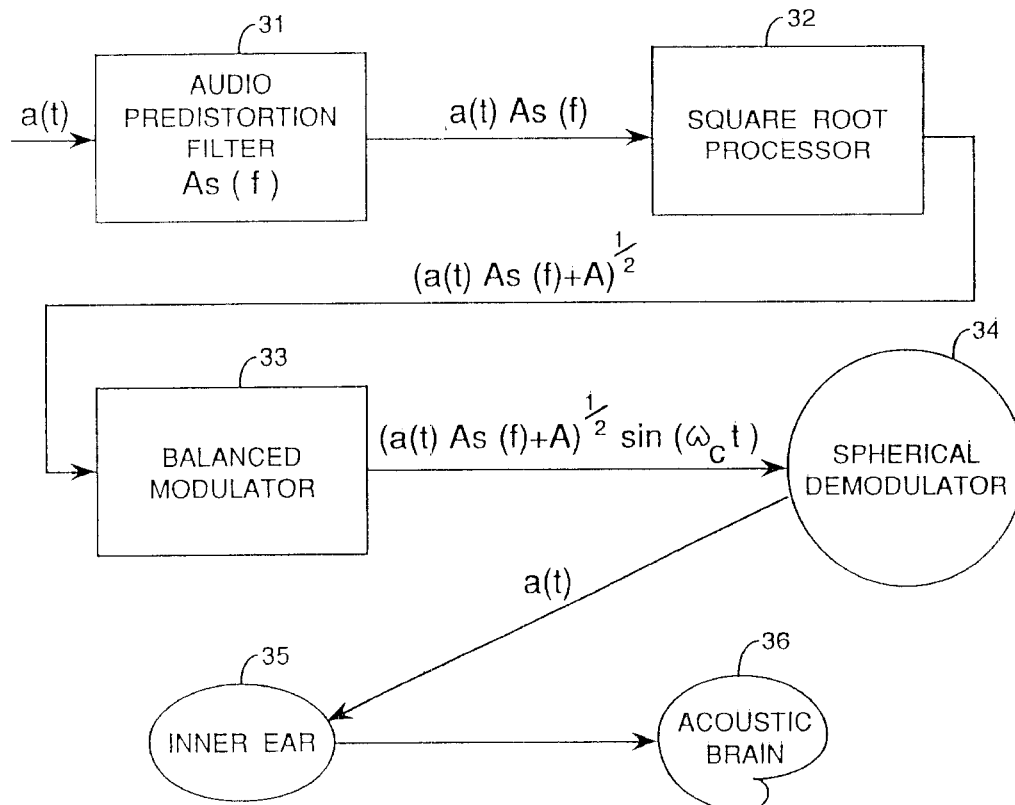 31
AUDIO
PREDISTORTION
FILTER
As ( f )
a(t)
a(t) As (f)
32
SQUARE ROOT
PROCESSOR
(a(t) As (f)+A)^1/2
33
BALANCED
MODULATOR
(a(t) As (f)+A)^1/2 sin (ω_c t)
34
SPHERICAL
DEMODULATOR
a(t)
35
INNER EAR
36
ACOUSTIC
BRAIN